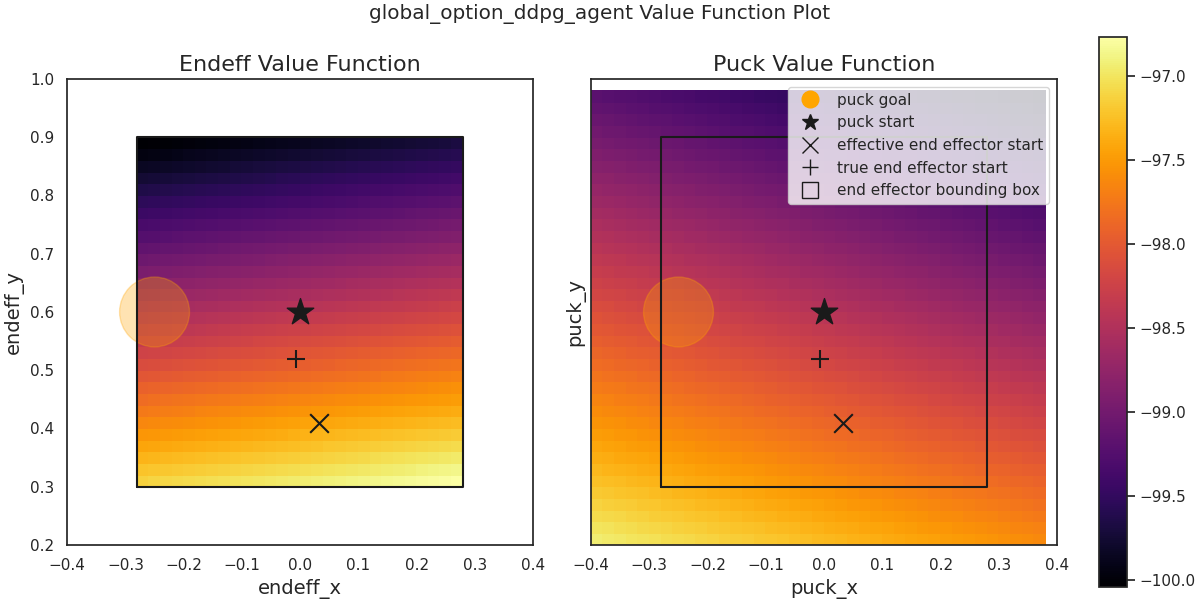 global_option_ddpg_agent Value Function Plot
Endeff Value Function
endeff_y
1.0
0.9
0.8
0.7
0.6
0.5
0.4
0.3
0.2
−0.4 −0.3 −0.2 −0.1 0.0 0.1 0.2 0.3 0.4
endeff_x
Puck Value Function
puck goal
puck start
effective end effector start
true end effector start
end effector bounding box
puck_y
−0.4 −0.3 −0.2 −0.1 0.0 0.1 0.2 0.3 0.4
puck_x
−97.0
−97.5
−98.0
−98.5
−99.0
−99.5
−100.0